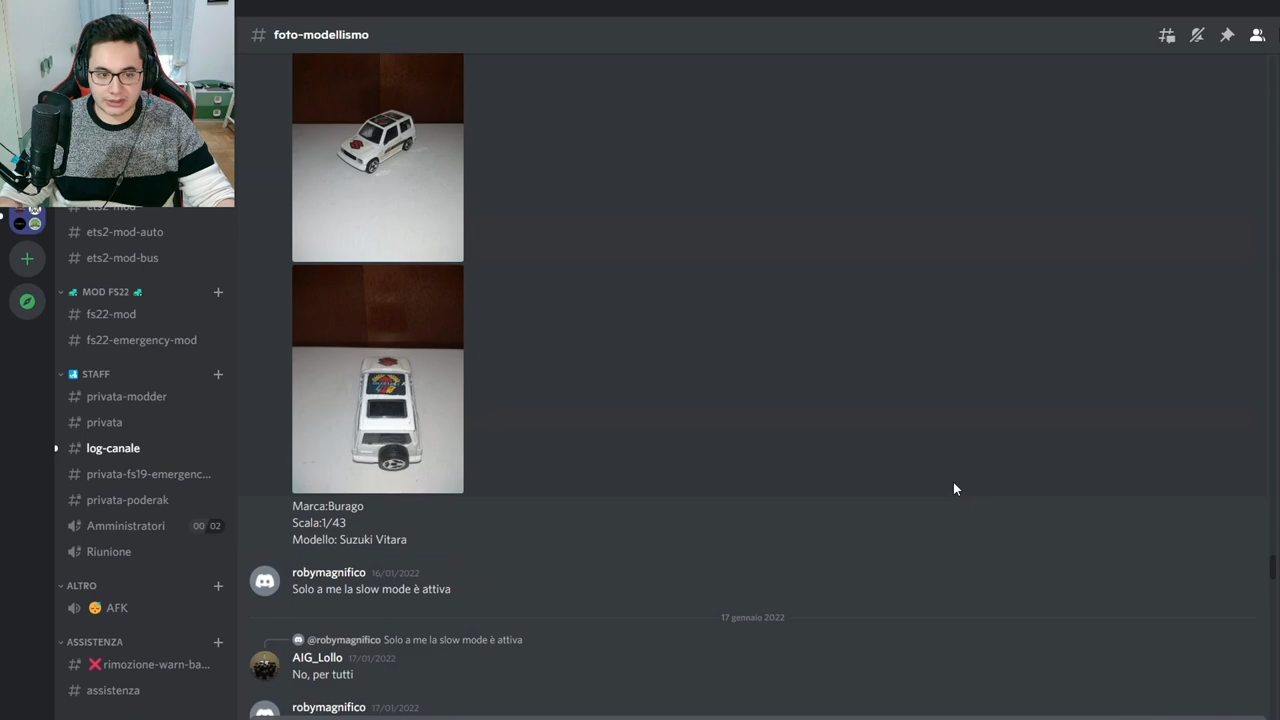 foto-modellismo
ets2-mod
ets2-mod-auto
ets2-mod-bus
MOD FS22
fs22-mod
fs22-emergency-mod
STAFF
privata-modder
privata
log-canale
privata-fs19-emergenc...
privata-poderak
Amministratori 00 02
Riunione
ALTRO
AFK
ASSISTENZA
rimozione-warn-ba...
assistenza
Marca:Burago
Scala:1/43
Modello: Suzuki Vitara
robymagnifico 16/01/2022
Solo a me la slow mode è attiva
17 gennaio 2022
@robymagnifico Solo a me la slow mode è attiva
AIG_Lollo 17/01/2022
No, per tutti
robymagnifico 17/01/2022